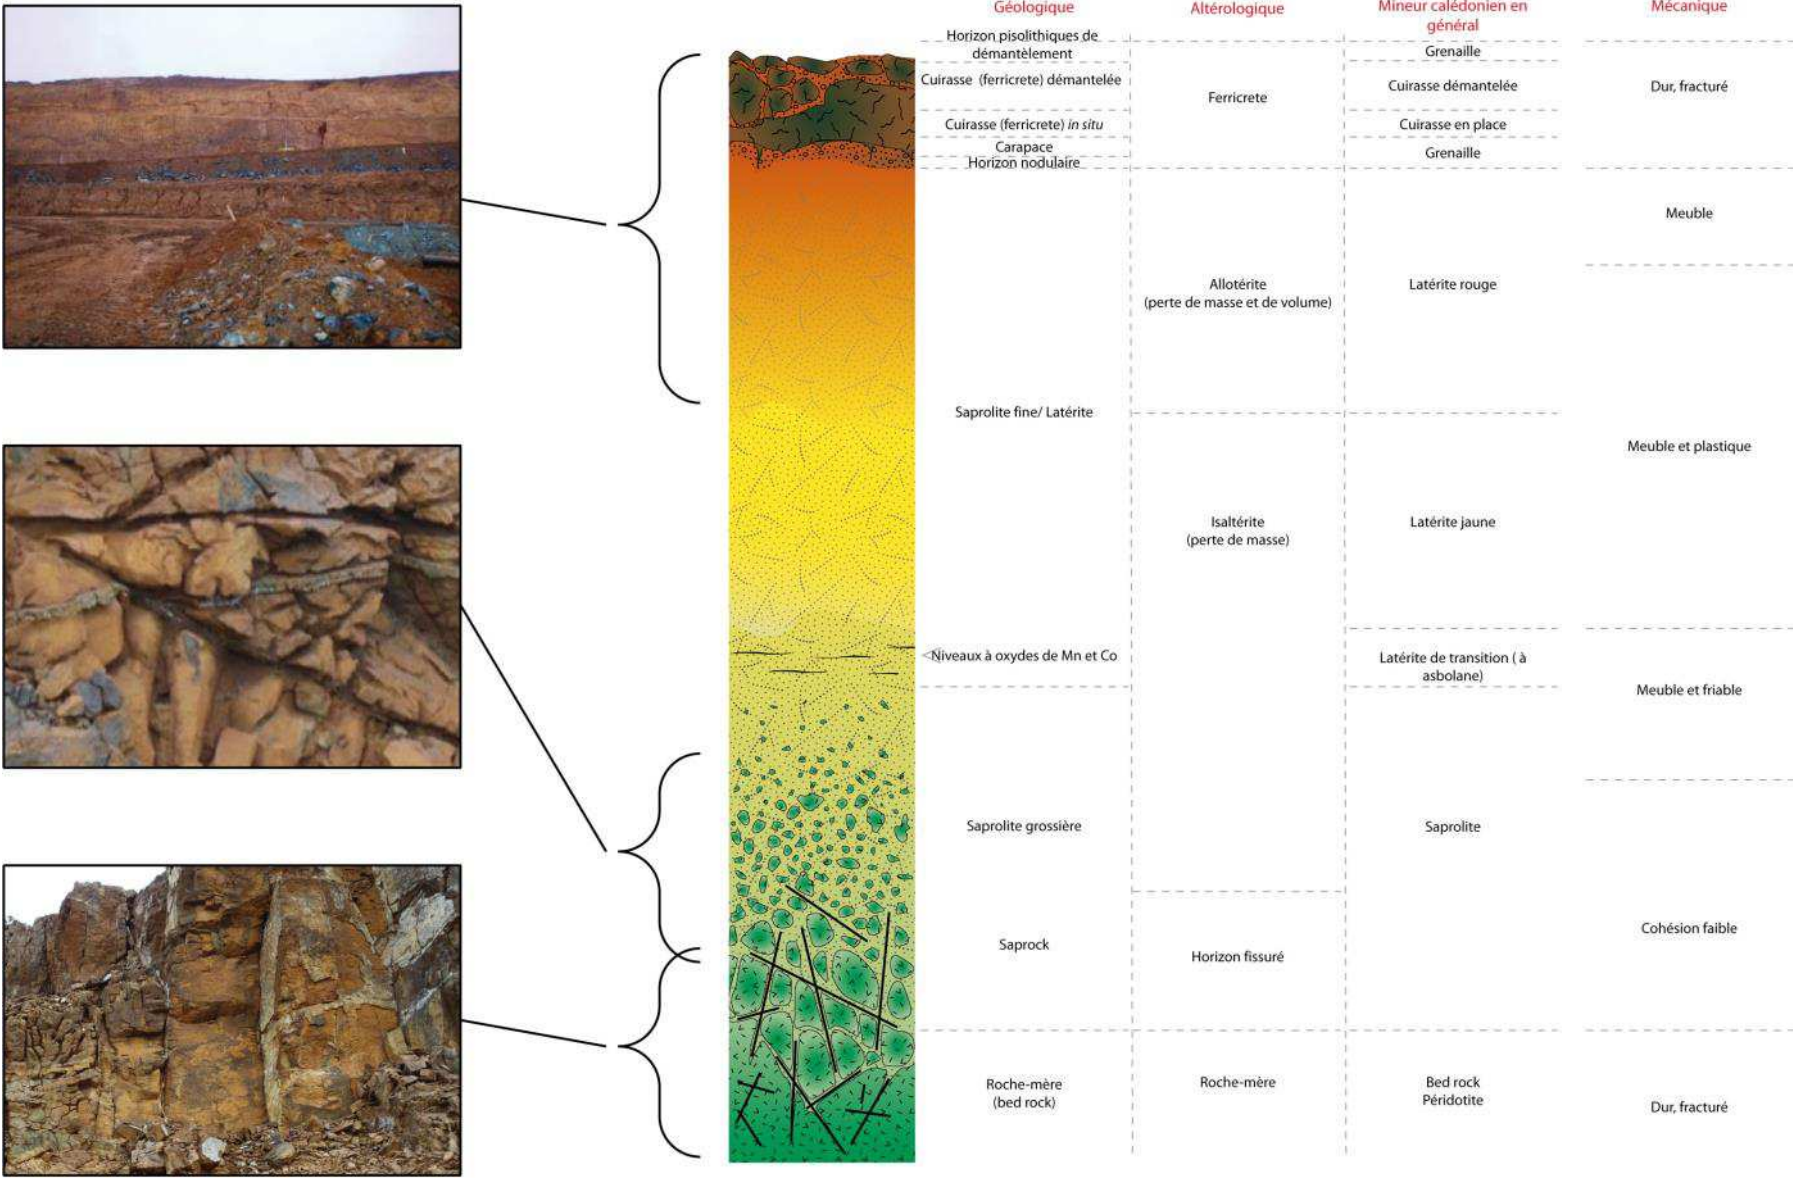 Géologique
Altérologique
Mineur calédonien en
général
Mécanique
Horizon pisolithiques de
démantèlement
Cuirasse (ferricrete) démantelée
Cuirasse (ferricrete) in situ
Carapace
Horizon nodulaire
Saprolite fine/ Latérite
Niveaux à oxydes de Mn et Co
Saprolite grossière
Saprock
Roche-mère
(bed rock)
Ferricrete
Allotérite
(perte de masse et de volume)
Isaltérite
(perte de masse)
Horizon fissuré
Roche-mère
Grenaille
Cuirasse démantelée
Cuirasse en place
Grenaille
Latérite rouge
Latérite jaune
Latérite de transition ( à
asbolane)
Saprolite
Bed rock
Péridotite
Dur, fracturé
Meuble
Meuble et plastique
Meuble et friable
Cohésion faible
Dur, fracturé